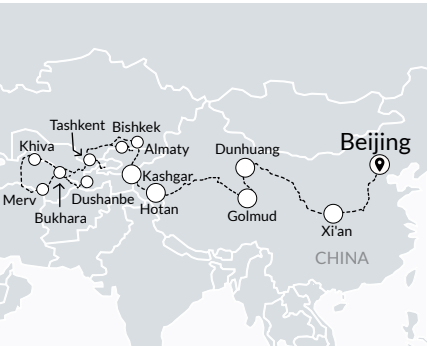 Tashkent
Bishkek
Beijing
Khiva
Almaty
Dunhuang
Kashgar
Merv
Dushanbe
Hotan
Bukhara
Golmud
Xi'an
CHINA